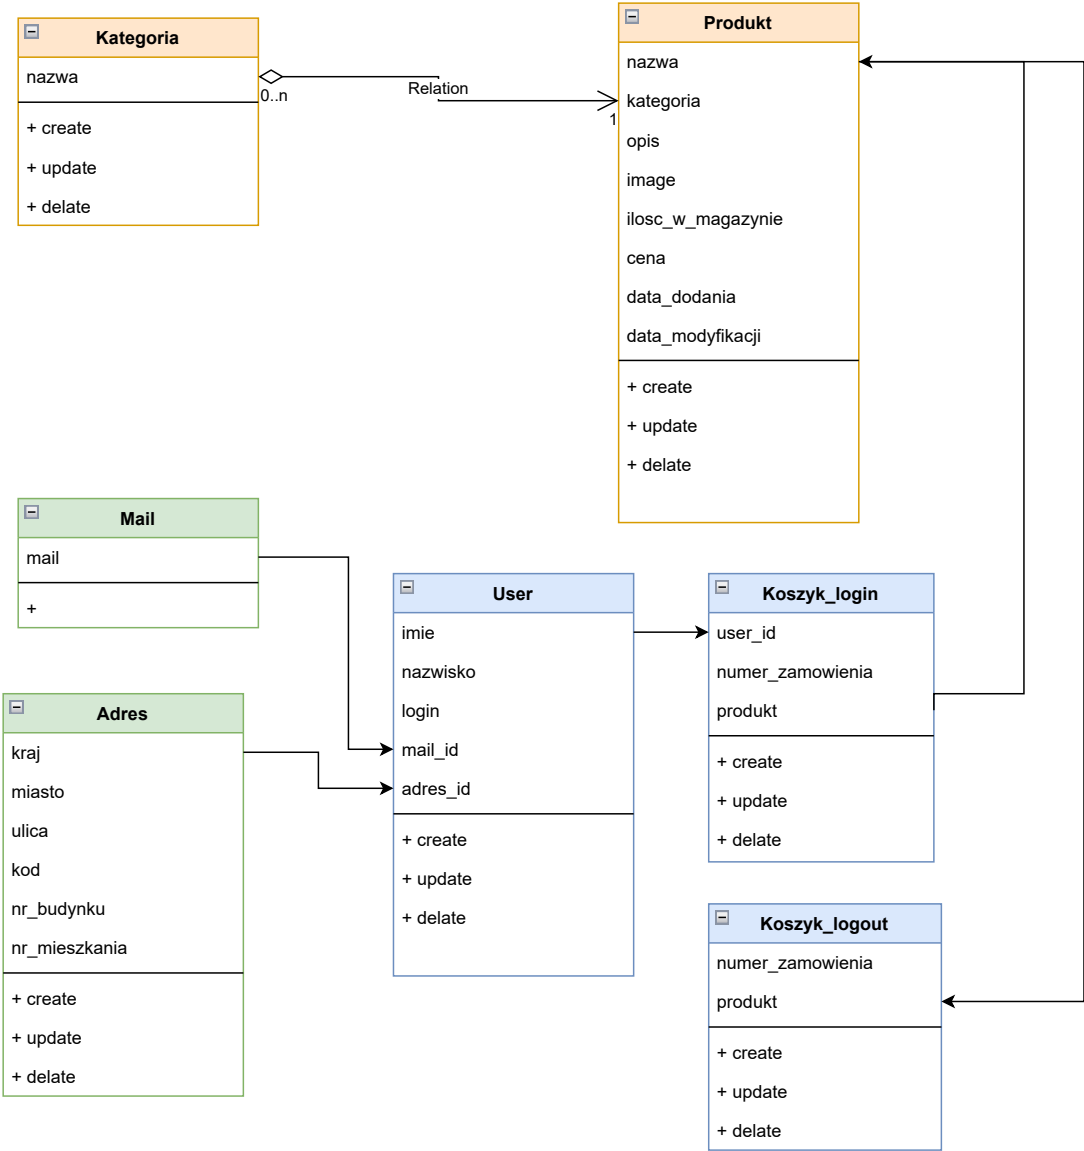 Kategoria
nazwa
+ create
+ update
+ delate
0..n
Relation
1
Produkt
nazwa
kategoria
opis
image
ilosc_w_magazynie
cena
data_dodania
data_modyfikacji
+ create
+ update
+ delate
Mail
mail
+
Adres
kraj
miasto
ulica
kod
nr_budynku
nr_mieszkania
+ create
+ update
+ delate
User
imie
nazwisko
login
mail_id
adres_id
+ create
+ update
+ delate
Koszyk_login
user_id
numer_zamowienia
produkt
+ create
+ update
+ delate
Koszyk_logout
numer_zamowienia
produkt
+ create
+ update
+ delate